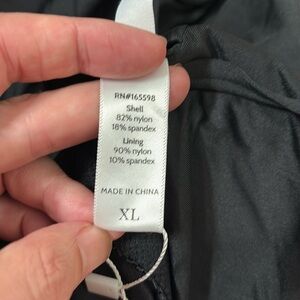 RN#165598
Shell
82% nylon
18% spandex
Lining
90% nylon
10% spandex
MADE IN CHINA
XL